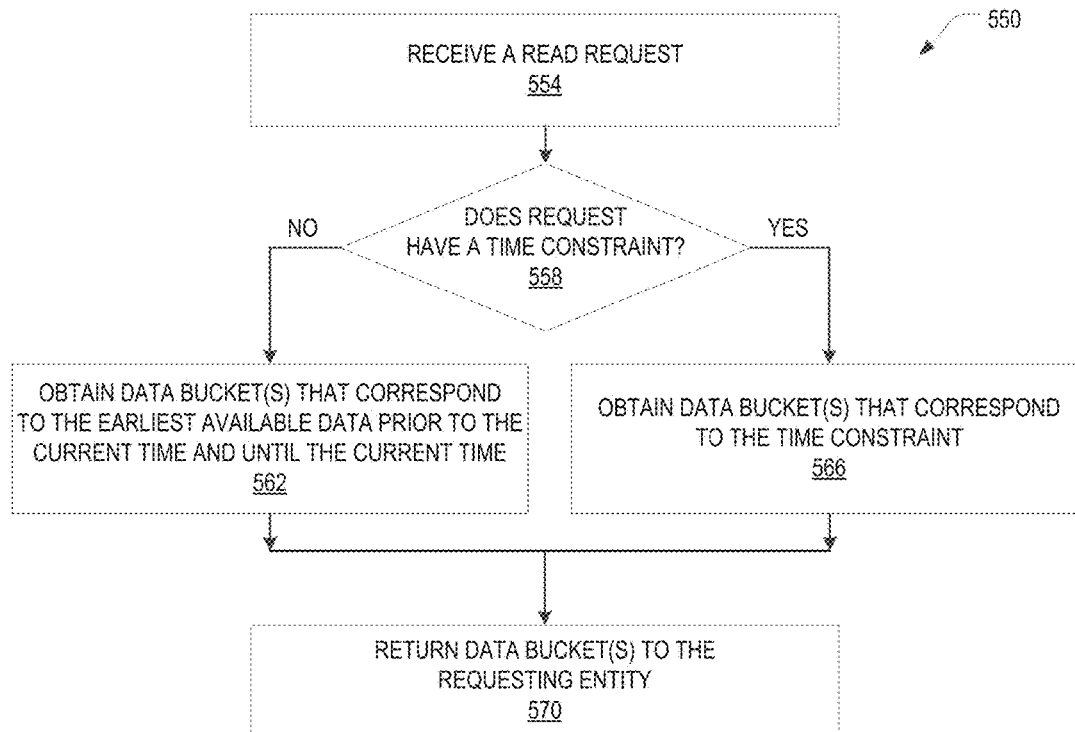 550
RECEIVE A READ REQUEST
554
DOES REQUEST
HAVE A TIME CONSTRAINT?
558
NO
YES
OBTAIN DATA BUCKET(S) THAT CORRESPOND
TO THE EARLIEST AVAILABLE DATA PRIOR TO THE
CURRENT TIME AND UNTIL THE CURRENT TIME
562
OBTAIN DATA BUCKET(S) THAT CORRESPOND
TO THE TIME CONSTRAINT
566
RETURN DATA BUCKET(S) TO THE
REQUESTING ENTITY
570